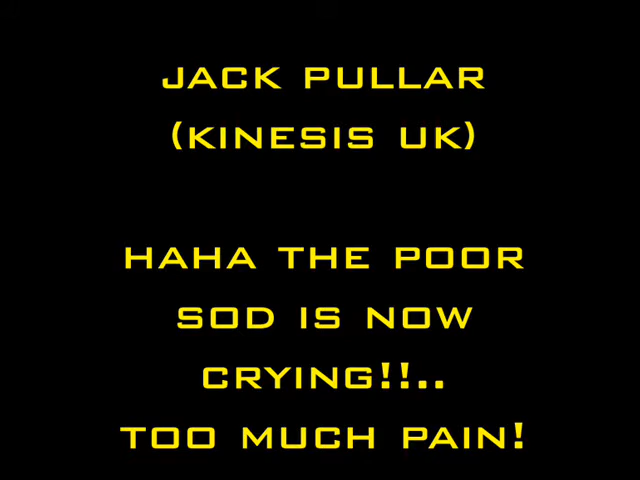 JACK PULLAR
(KINESIS UK)
HAHA THE POOR
SOD IS NOW
CRYING!!..
TOO MUCH PAIN!